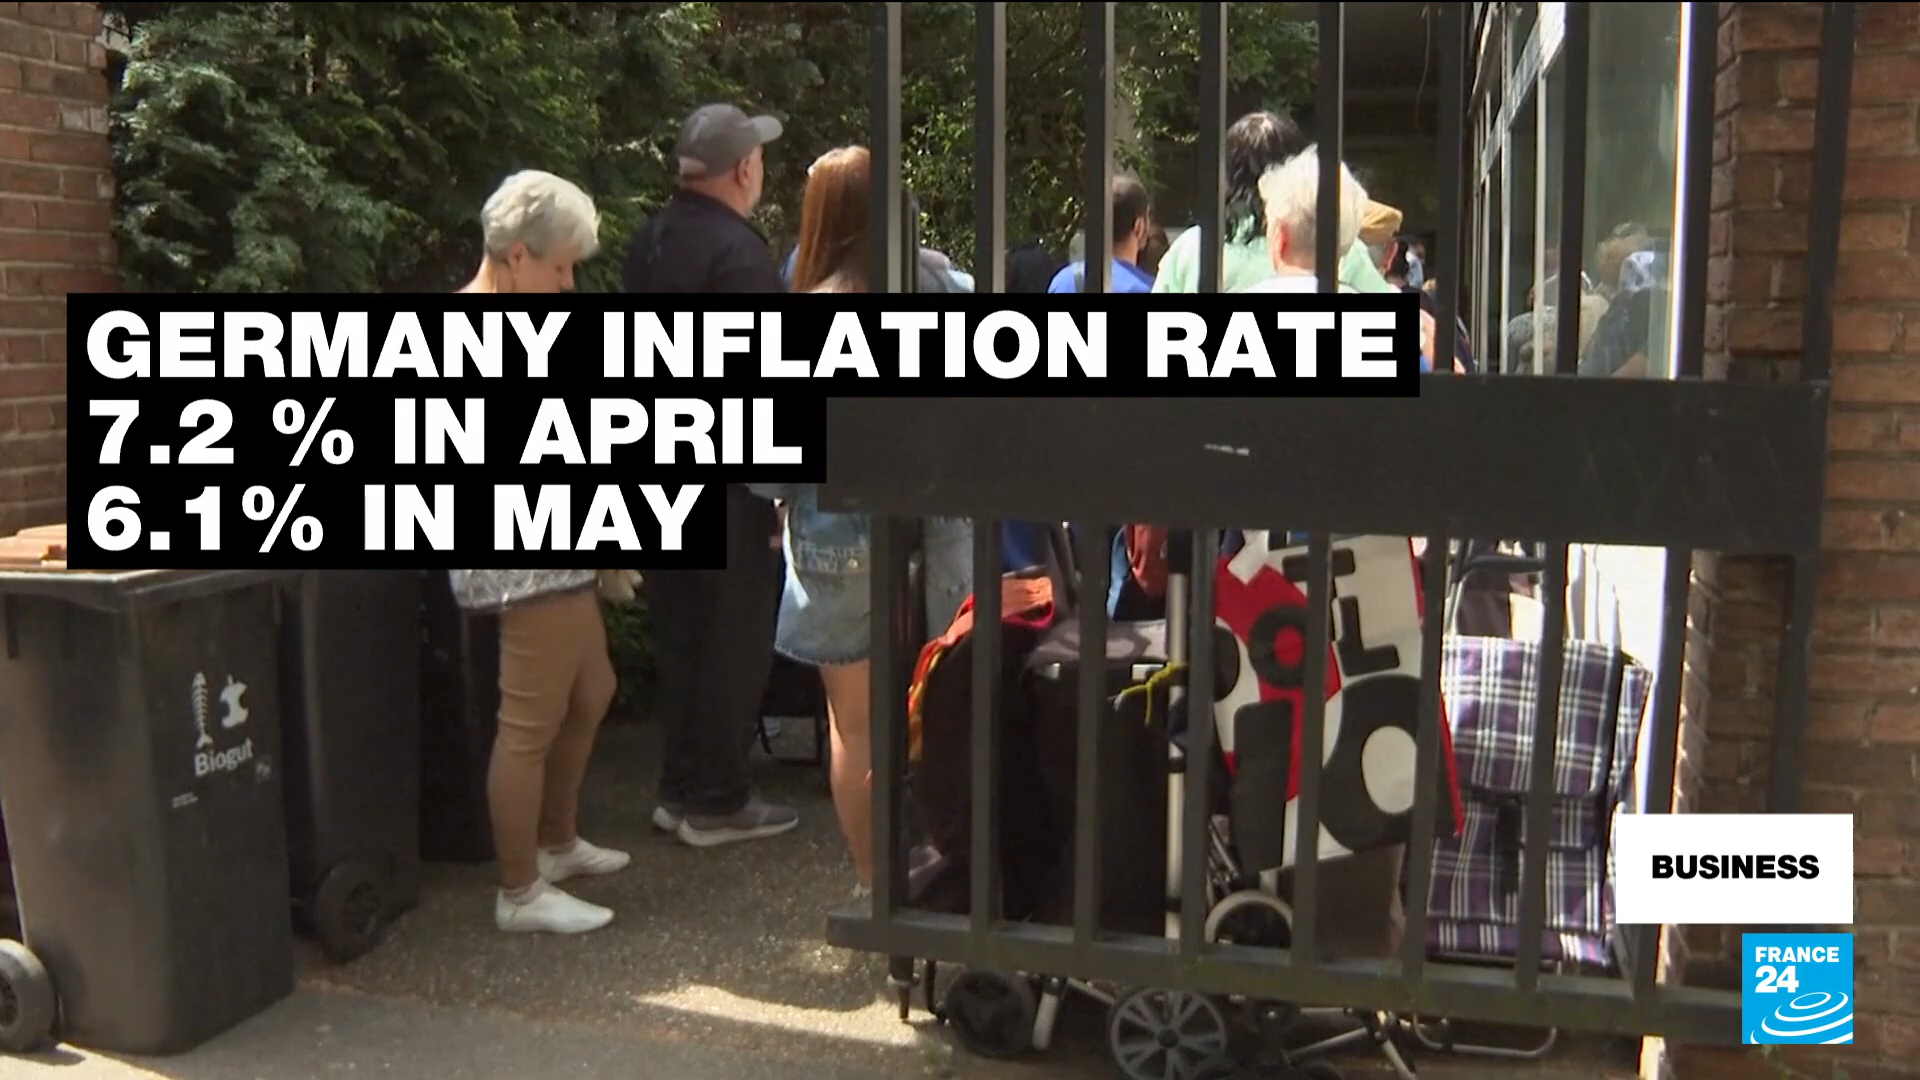 GERMANY INFLATION RATE
7.2 % IN APRIL
6.1% IN MAY
Biogut
BUSINESS
FRANCE
24